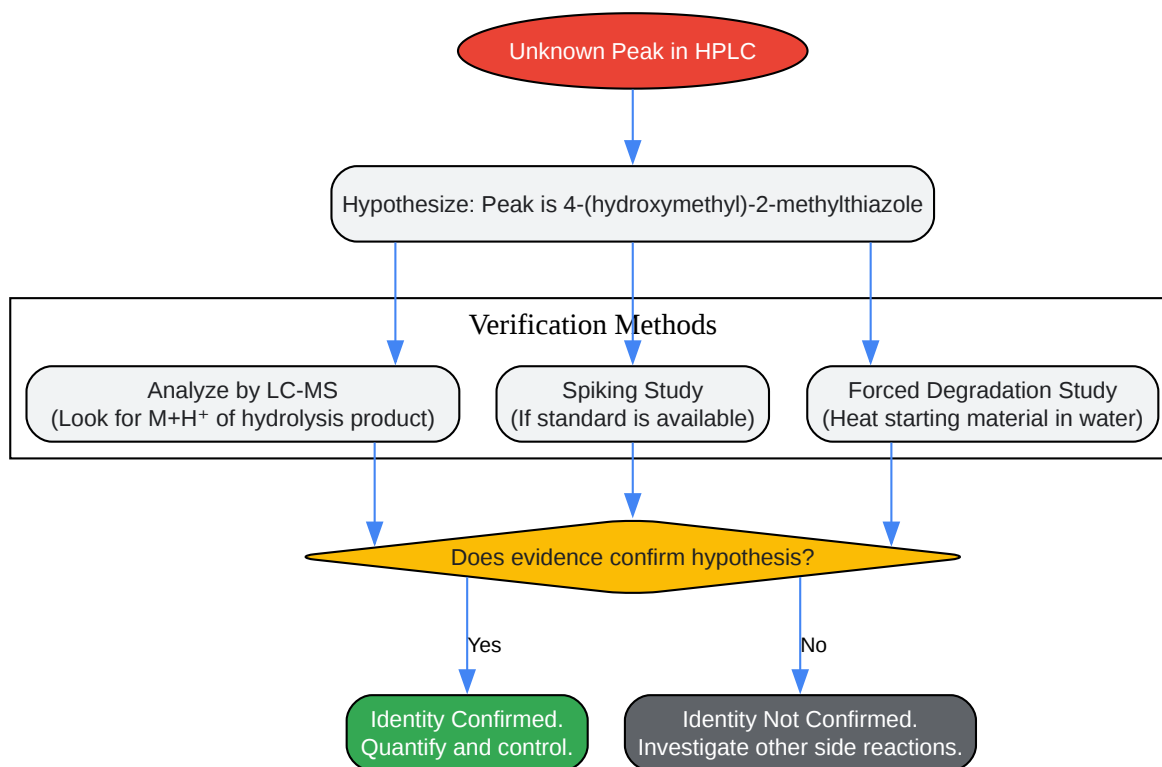 Unknown Peak in HPLC
Hypothesize: Peak is 4-(hydroxymethyl)-2-methylthiazole
Verification Methods
Analyze by LC-MS
(Look for M+H⁺ of hydrolysis product)
Spiking Study
(If standard is available)
Forced Degradation Study
(Heat starting material in water)
Does evidence confirm hypothesis?
Yes
No
Identity Confirmed.
Quantify and control.
Identity Not Confirmed.
Investigate other side reactions.